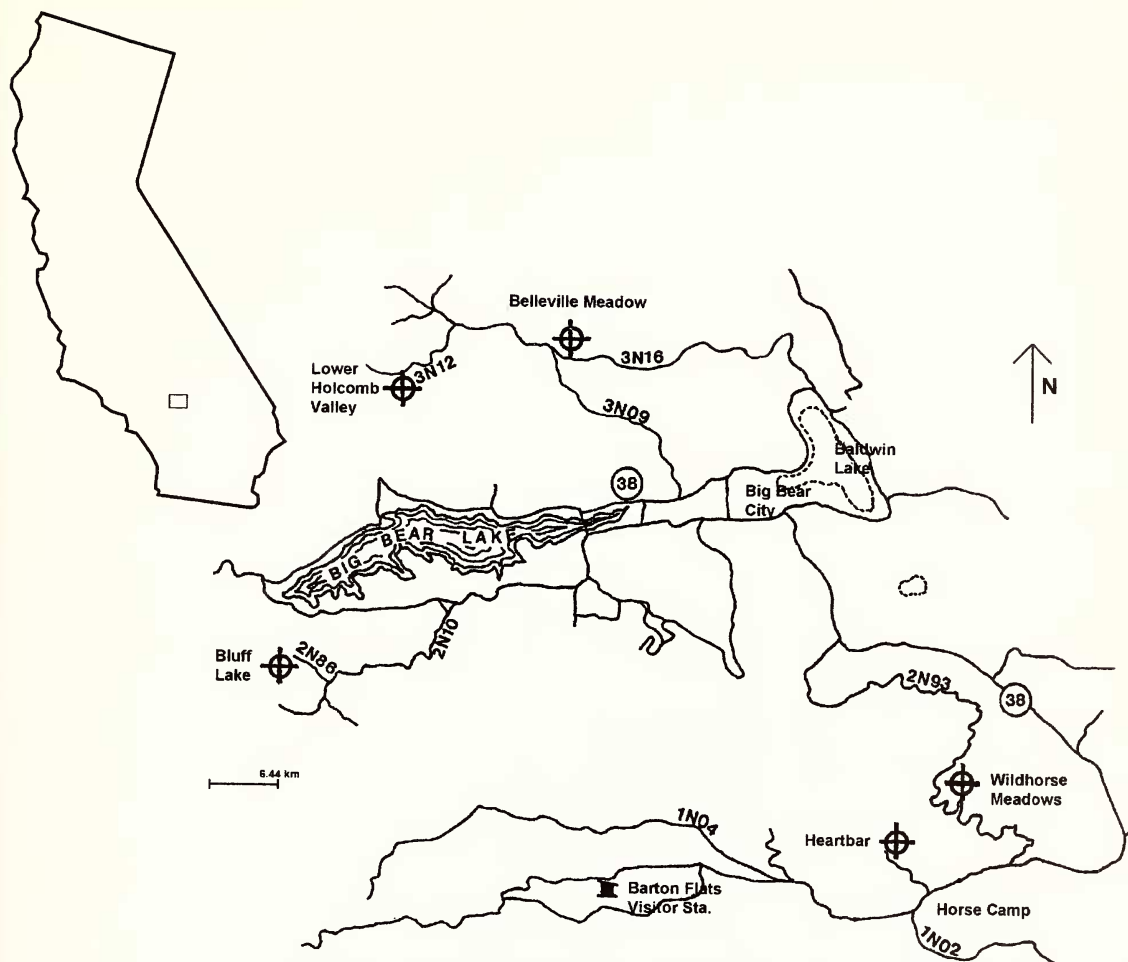 Belleville Meadow
Lower
Holcomb
Valley
3N12
3N16
3N09
N
Baldwin
Lake
38
Big Bear
City
BIG BEAR LAKE
2N10
Bluff
Lake
2N86
2N93
38
6.44 km
Wildhorse
Meadows
1N04
Heartbar
Barton Flats
Visitor Sta.
Horse Camp
1N02